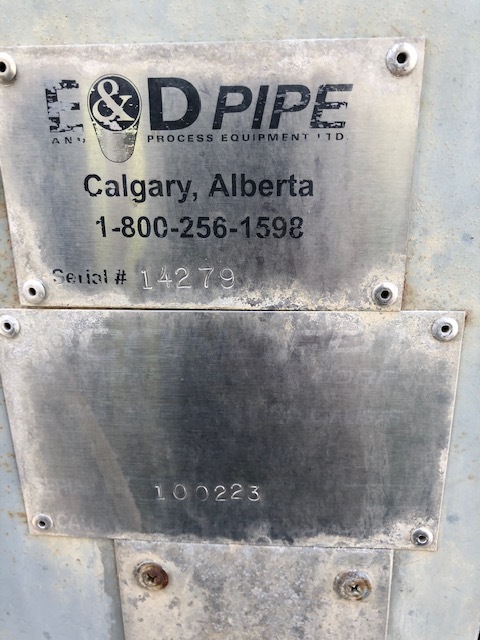 & D PIPE
PROCESS EQUIPMENT LTD.
Calgary, Alberta
1-800-256-1598
Serial # 14279
100223